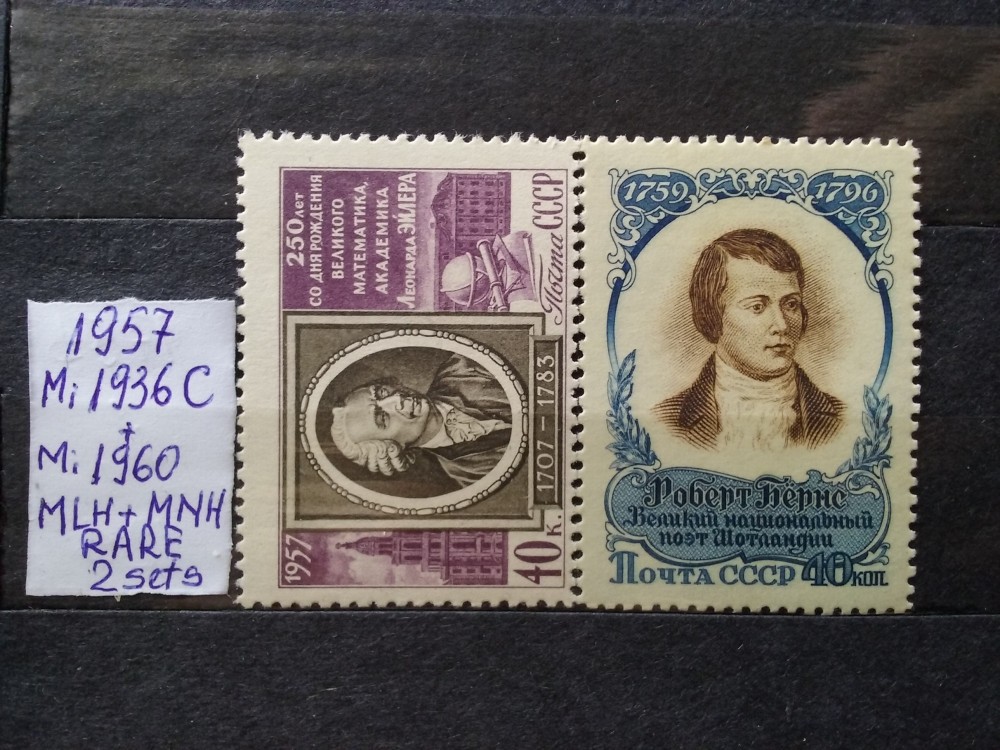 1957
Mi 1936 C
+
Mi 1960
MLH + MNH
RARE
2 sets
250 лет
СО ДНЯ РОЖДЕНИЯ
ВЕЛИКОГО
МАТЕМАТИКА,
АКАДЕМИКА
ЛЕОНАРДА ЭЙЛЕРА
Почта СССР
1707 – 1783
1957
40 к.
1759 1796
Роберт Бёрнс
Великий национальный
поэт Шотландии
ПОЧТА СССР 40 коп.